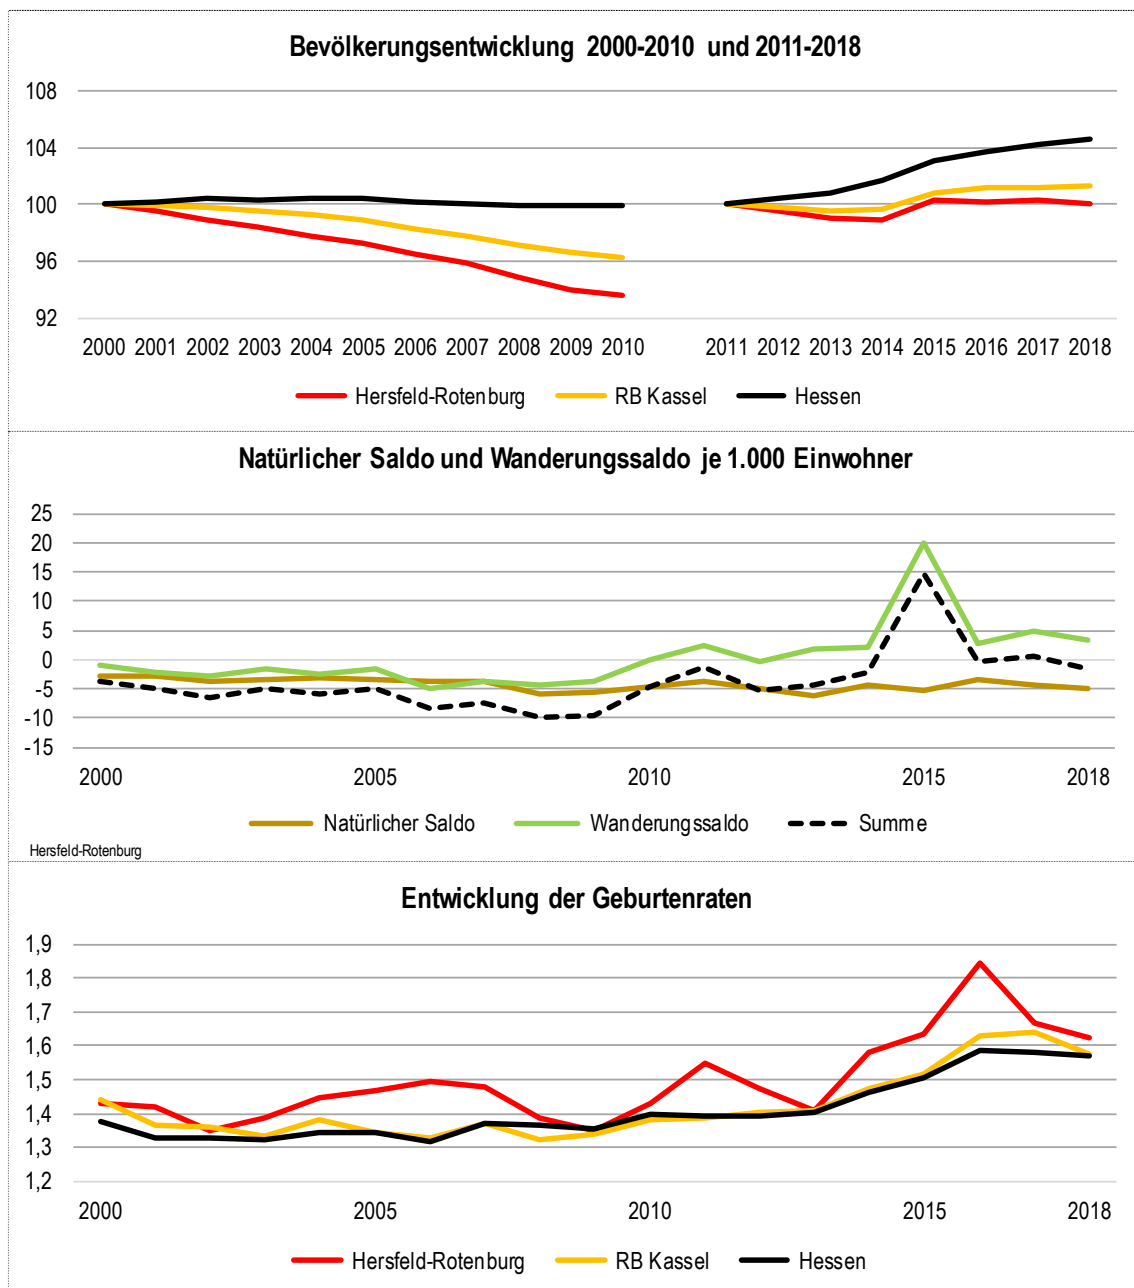 Bevölkerungsentwicklung 2000-2010 und 2011-2018
108
104
100
96
92
2000 2001 2002 2003 2004 2005 2006 2007 2008 2009 2010 2011 2012 2013 2014 2015 2016 2017 2018
Hersfeld-Rotenburg RB Kassel Hessen
Natürlicher Saldo und Wanderungssaldo je 1.000 Einwohner
25
20
15
10
5
0
-5
-10
-15
2000 2005 2010 2015 2018
Natürlicher Saldo Wanderungssaldo Summe
Hersfeld-Rotenburg
Entwicklung der Geburtenraten
1,9
1,8
1,7
1,6
1,5
1,4
1,3
1,2
2000 2005 2010 2015 2018
Hersfeld-Rotenburg RB Kassel Hessen